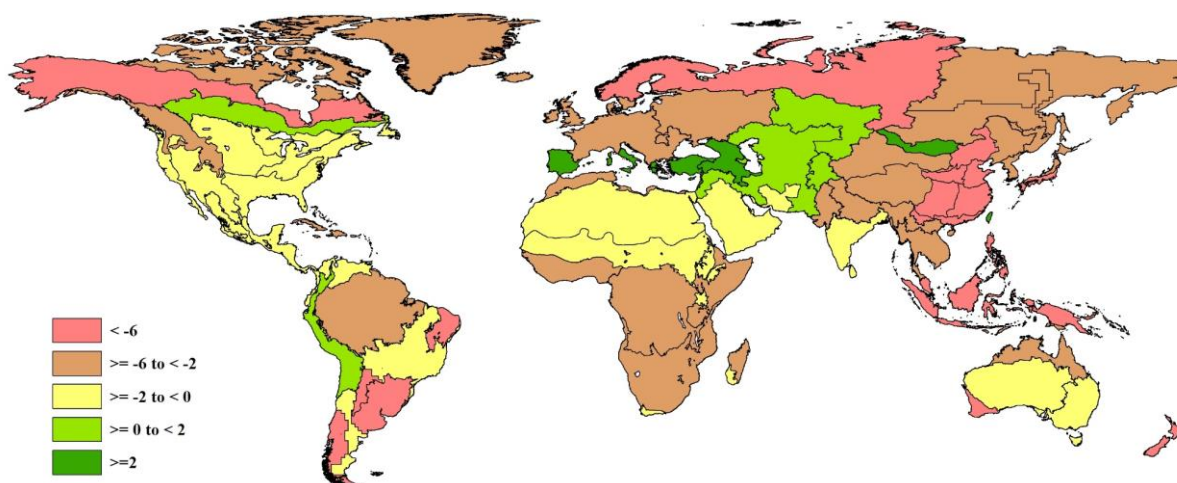 < -6
>= -6 to < -2
>= -2 to < 0
>= 0 to < 2
>=2